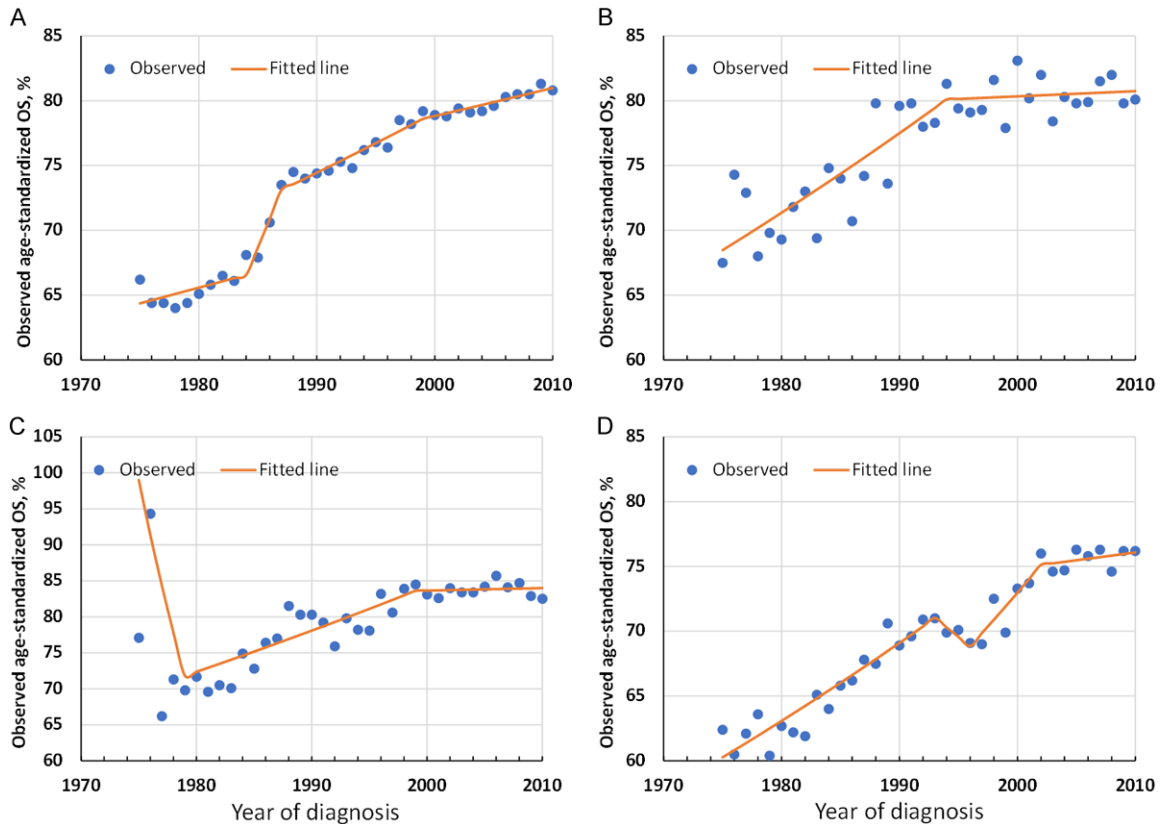 A
Observed age-standardized OS, %
85
80
75
70
65
60
Observed
Fitted line
1970
1980
1990
2000
2010
B
Observed age-standardized OS, %
85
80
75
70
65
60
Observed
Fitted line
1970
1980
1990
2000
2010
C
Observed age-standardized OS, %
105
100
95
90
85
80
75
70
65
60
Observed
Fitted line
1970
1980
1990
2000
2010
Year of diagnosis
D
Observed age-standardized OS, %
85
80
75
70
65
60
Observed
Fitted line
1970
1980
1990
2000
2010
Year of diagnosis